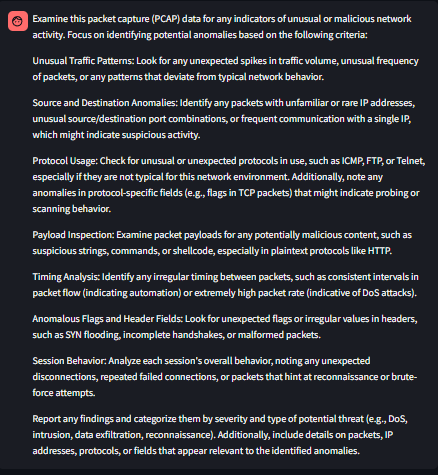 Examine this packet capture (PCAP) data for any indicators of unusual or malicious network
activity. Focus on identifying potential anomalies based on the following criteria:
Unusual Traffic Patterns: Look for any unexpected spikes in traffic volume, unusual frequency
of packets, or any patterns that deviate from typical network behavior.
Source and Destination Anomalies: Identify any packets with unfamiliar or rare IP addresses,
unusual source/destination port combinations, or frequent communication with a single IP,
which might indicate suspicious activity.
Protocol Usage: Check for unusual or unexpected protocols in use, such as ICMP, FTP, or Telnet,
especially if they are not typical for this network environment. Additionally, note any
anomalies in protocol-specific fields (e.g., flags in TCP packets) that might indicate probing or
scanning behavior.
Payload Inspection: Examine packet payloads for any potentially malicious content, such as
suspicious strings, commands, or shellcode, especially in plaintext protocols like HTTP.
Timing Analysis: Identify any irregular timing between packets, such as consistent intervals in
packet flow (indicating automation) or extremely high packet rate (indicative of DoS attacks).
Anomalous Flags and Header Fields: Look for unexpected flags or irregular values in headers,
such as SYN flooding, incomplete handshakes, or malformed packets.
Session Behavior: Analyze each session's overall behavior, noting any unexpected
disconnections, repeated failed connections, or packets that hint at reconnaissance or brute-
force attempts.
Report any findings and categorize them by severity and type of potential threat (e.g., DoS,
intrusion, data exfiltration, reconnaissance). Additionally, include details on packets, IP
addresses, protocols, or fields that appear relevant to the identified anomalies.